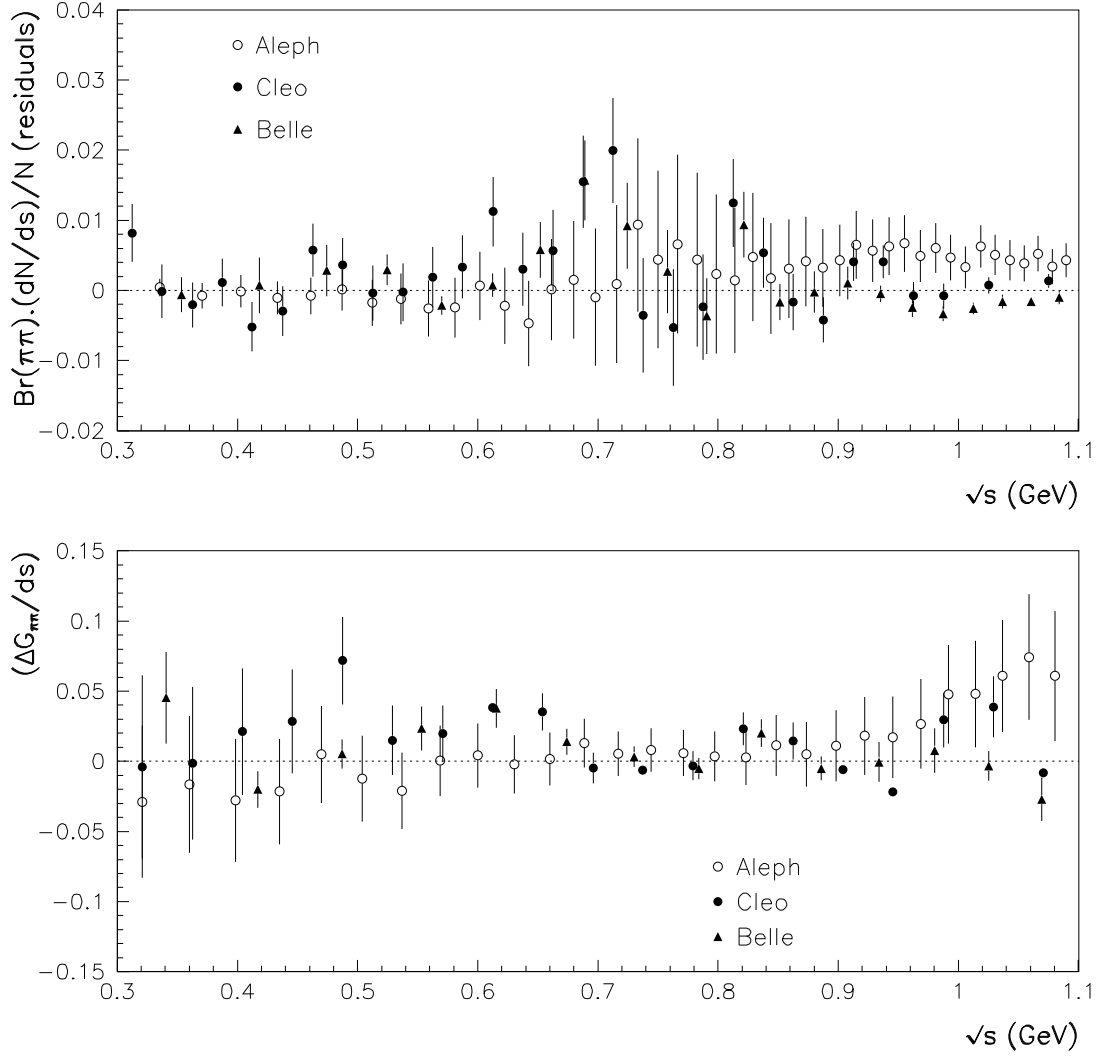 Br(ππ).(dN/ds)/N (residuals)
0.04
0.03
0.02
0.01
0
−0.01
−0.02
Aleph
Cleo
Belle
0.3 0.4 0.5 0.6 0.7 0.8 0.9 1 1.1
√s (GeV)
(ΔGππ/ds)
0.15
0.1
0.05
0
−0.05
−0.1
−0.15
Aleph
Cleo
Belle
0.3 0.4 0.5 0.6 0.7 0.8 0.9 1 1.1
√s (GeV)